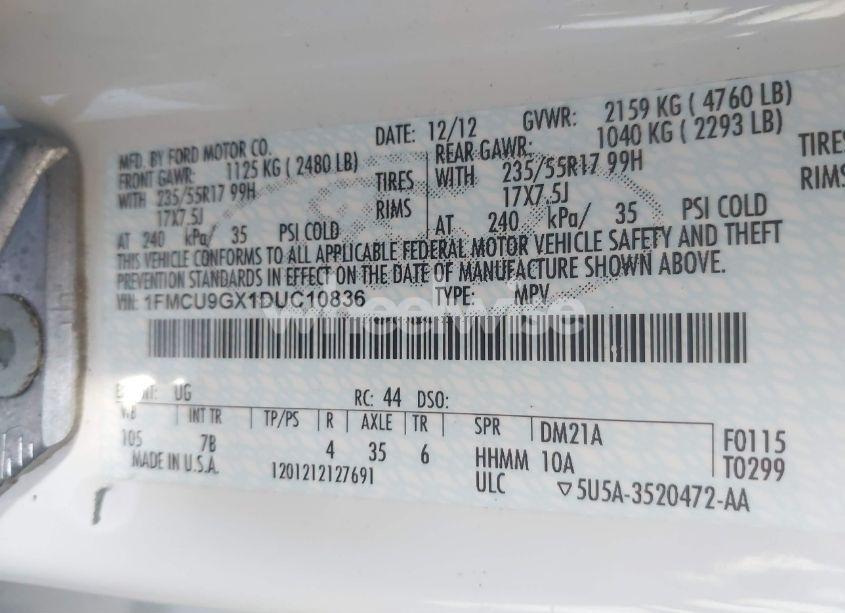 MFD. BY FORD MOTOR CO. DATE: 12/12 GVWR: 2159 KG ( 4760 LB)
FRONT GAWR: 1125 KG ( 2480 LB) REAR GAWR: 1040 KG ( 2293 LB)
WITH 235/55R17 99H TIRES WITH 235/55R17 99H TIRES
17X7.5J RIMS 17X7.5J RIMS
AT 240 kPa/ 35 PSI COLD AT 240 kPa/ 35 PSI COLD
THIS VEHICLE CONFORMS TO ALL APPLICABLE FEDERAL MOTOR VEHICLE SAFETY AND THEFT
PREVENTION STANDARDS IN EFFECT ON THE DATE OF MANUFACTURE SHOWN ABOVE.
VIN: 1FMCU9GX1DUC10836 TYPE: MPV
wheelwise
UG RC: 44 DSO:
WB INT TR TP/PS R AXLE TR SPR DM21A F0115
105 7B 4 35 6 HHMM 10A T0299
MADE IN U.S.A. 1201212127691 ULC ▽5U5A-3520472-AA